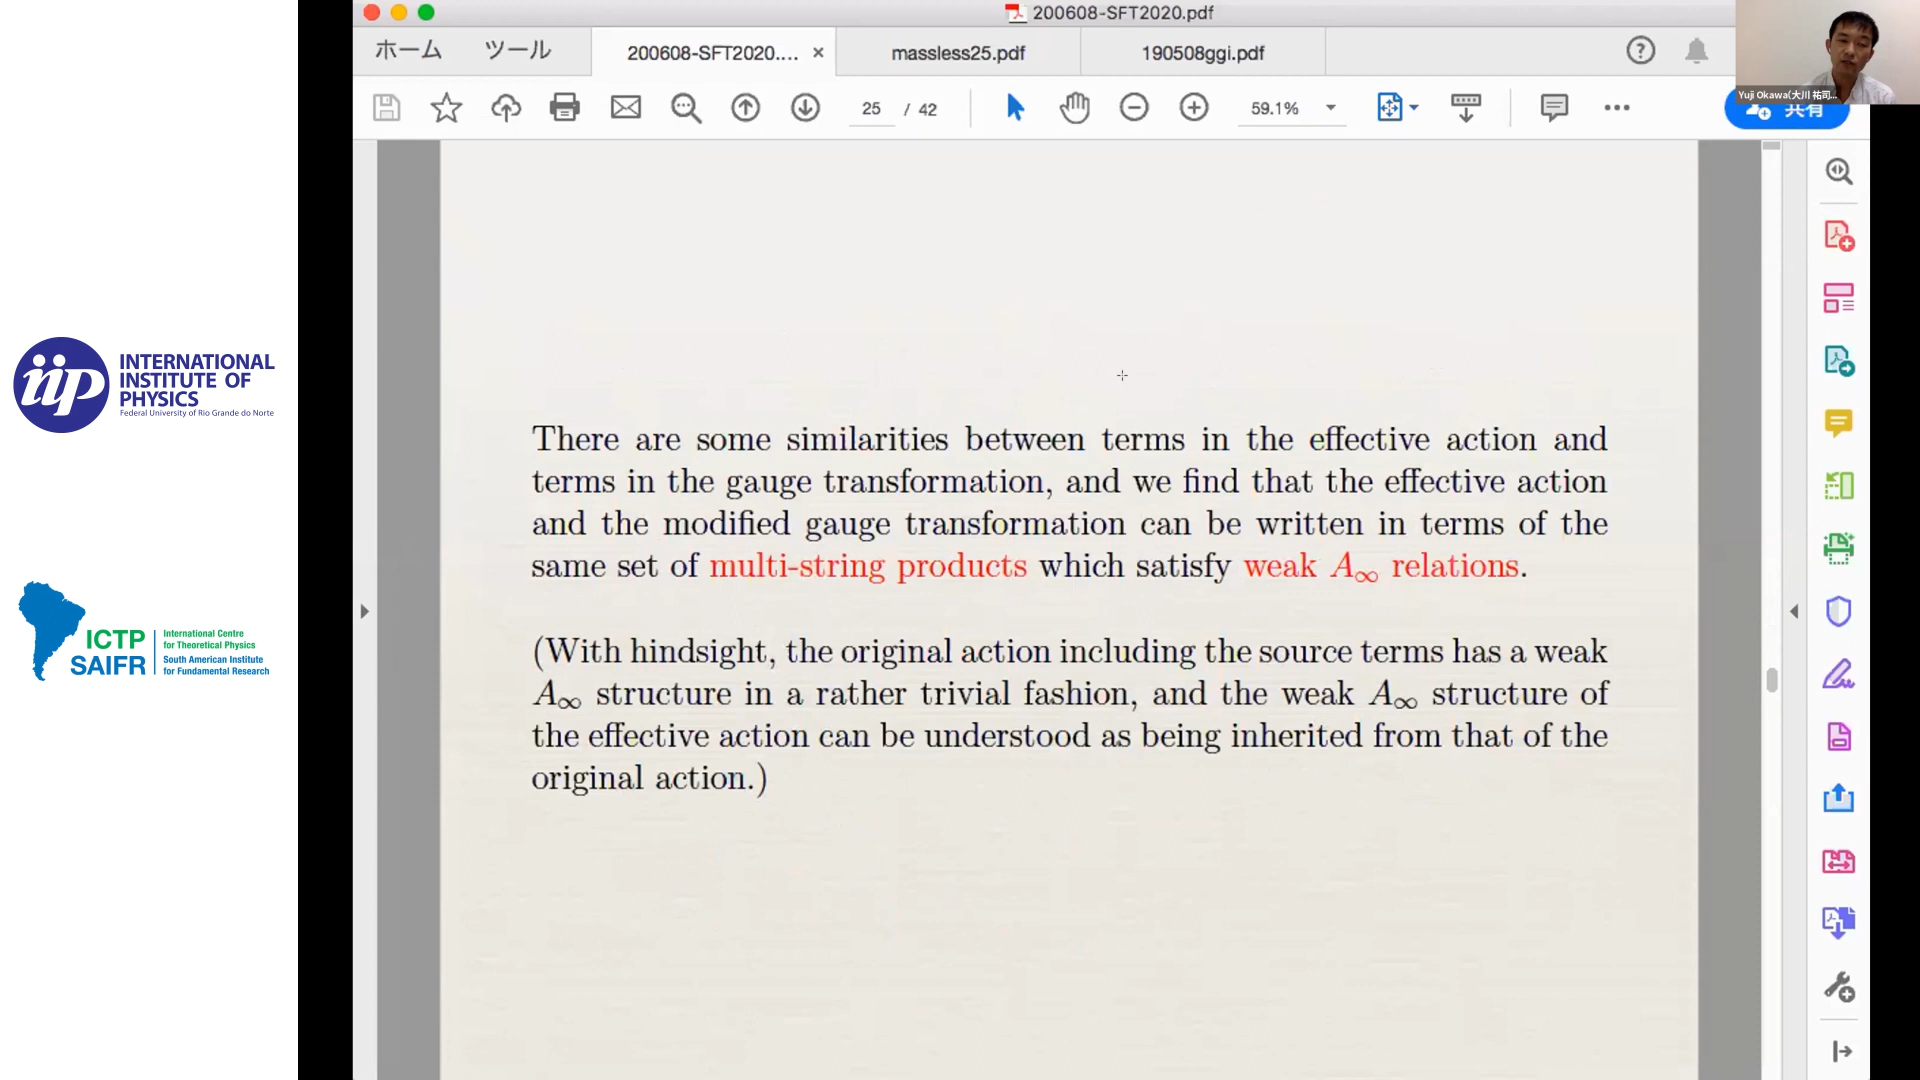 200608-SFT2020.pdf
ホーム
ツール
200608-SFT2020....
×
massless25.pdf
190508ggi.pdf
25 / 42
59.1%
共有
Yuji Okawa(大川 祐司...
There are some similarities between terms in the effective action and
terms in the gauge transformation, and we find that the effective action
and the modified gauge transformation can be written in terms of the
same set of multi-string products which satisfy weak A∞ relations.
(With hindsight, the original action including the source terms has a weak
A∞ structure in a rather trivial fashion, and the weak A∞ structure of
the effective action can be understood as being inherited from that of the
original action.)
iip
INTERNATIONAL
INSTITUTE OF
PHYSICS
Federal University of Rio Grande do Norte
ICTP
SAIFR
International Centre
for Theoretical Physics
South American Institute
for Fundamental Research